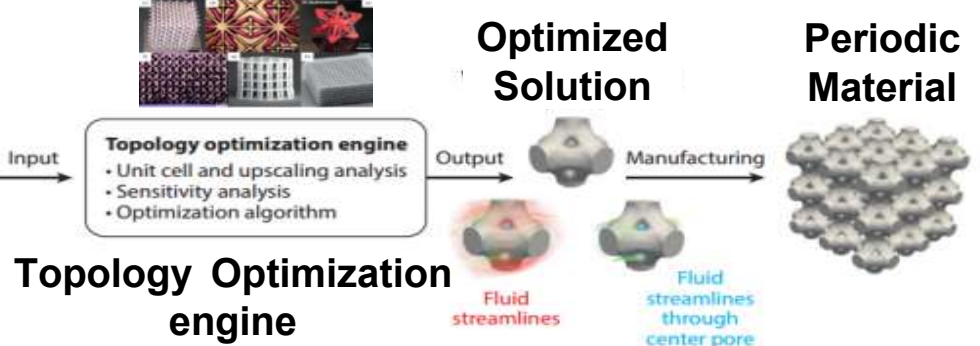 Optimized
Solution
Periodic
Material
Input
Topology optimization engine
• Unit cell and upscaling analysis
• Sensitivity analysis
• Optimization algorithm
Output
Manufacturing
Topology Optimization
engine
Fluid
streamlines
Fluid
streamlines
through
center pore